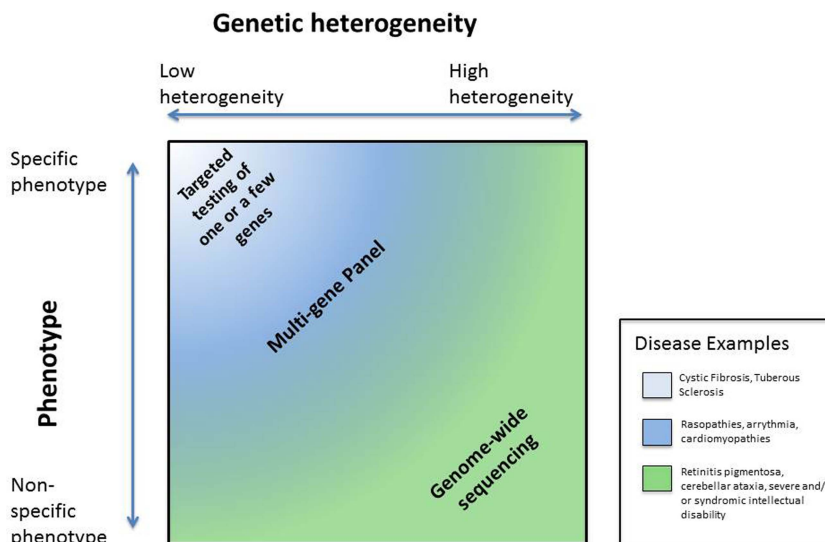 Genetic heterogeneity
Low
heterogeneity
High
heterogeneity
Specific
phenotype
Phenotype
Non-
specific
phenotype
Targeted
testing of
one or a few
genes
Multi-gene Panel
Genome-wide
sequencing
Disease Examples
Cystic Fibrosis, Tuberous
Sclerosis
Rasopathies, arrytmia,
cardiomyopathies
Retinitis pigmentosa,
cerebellar ataxia, severe and/
or syndromic intellectual
disability